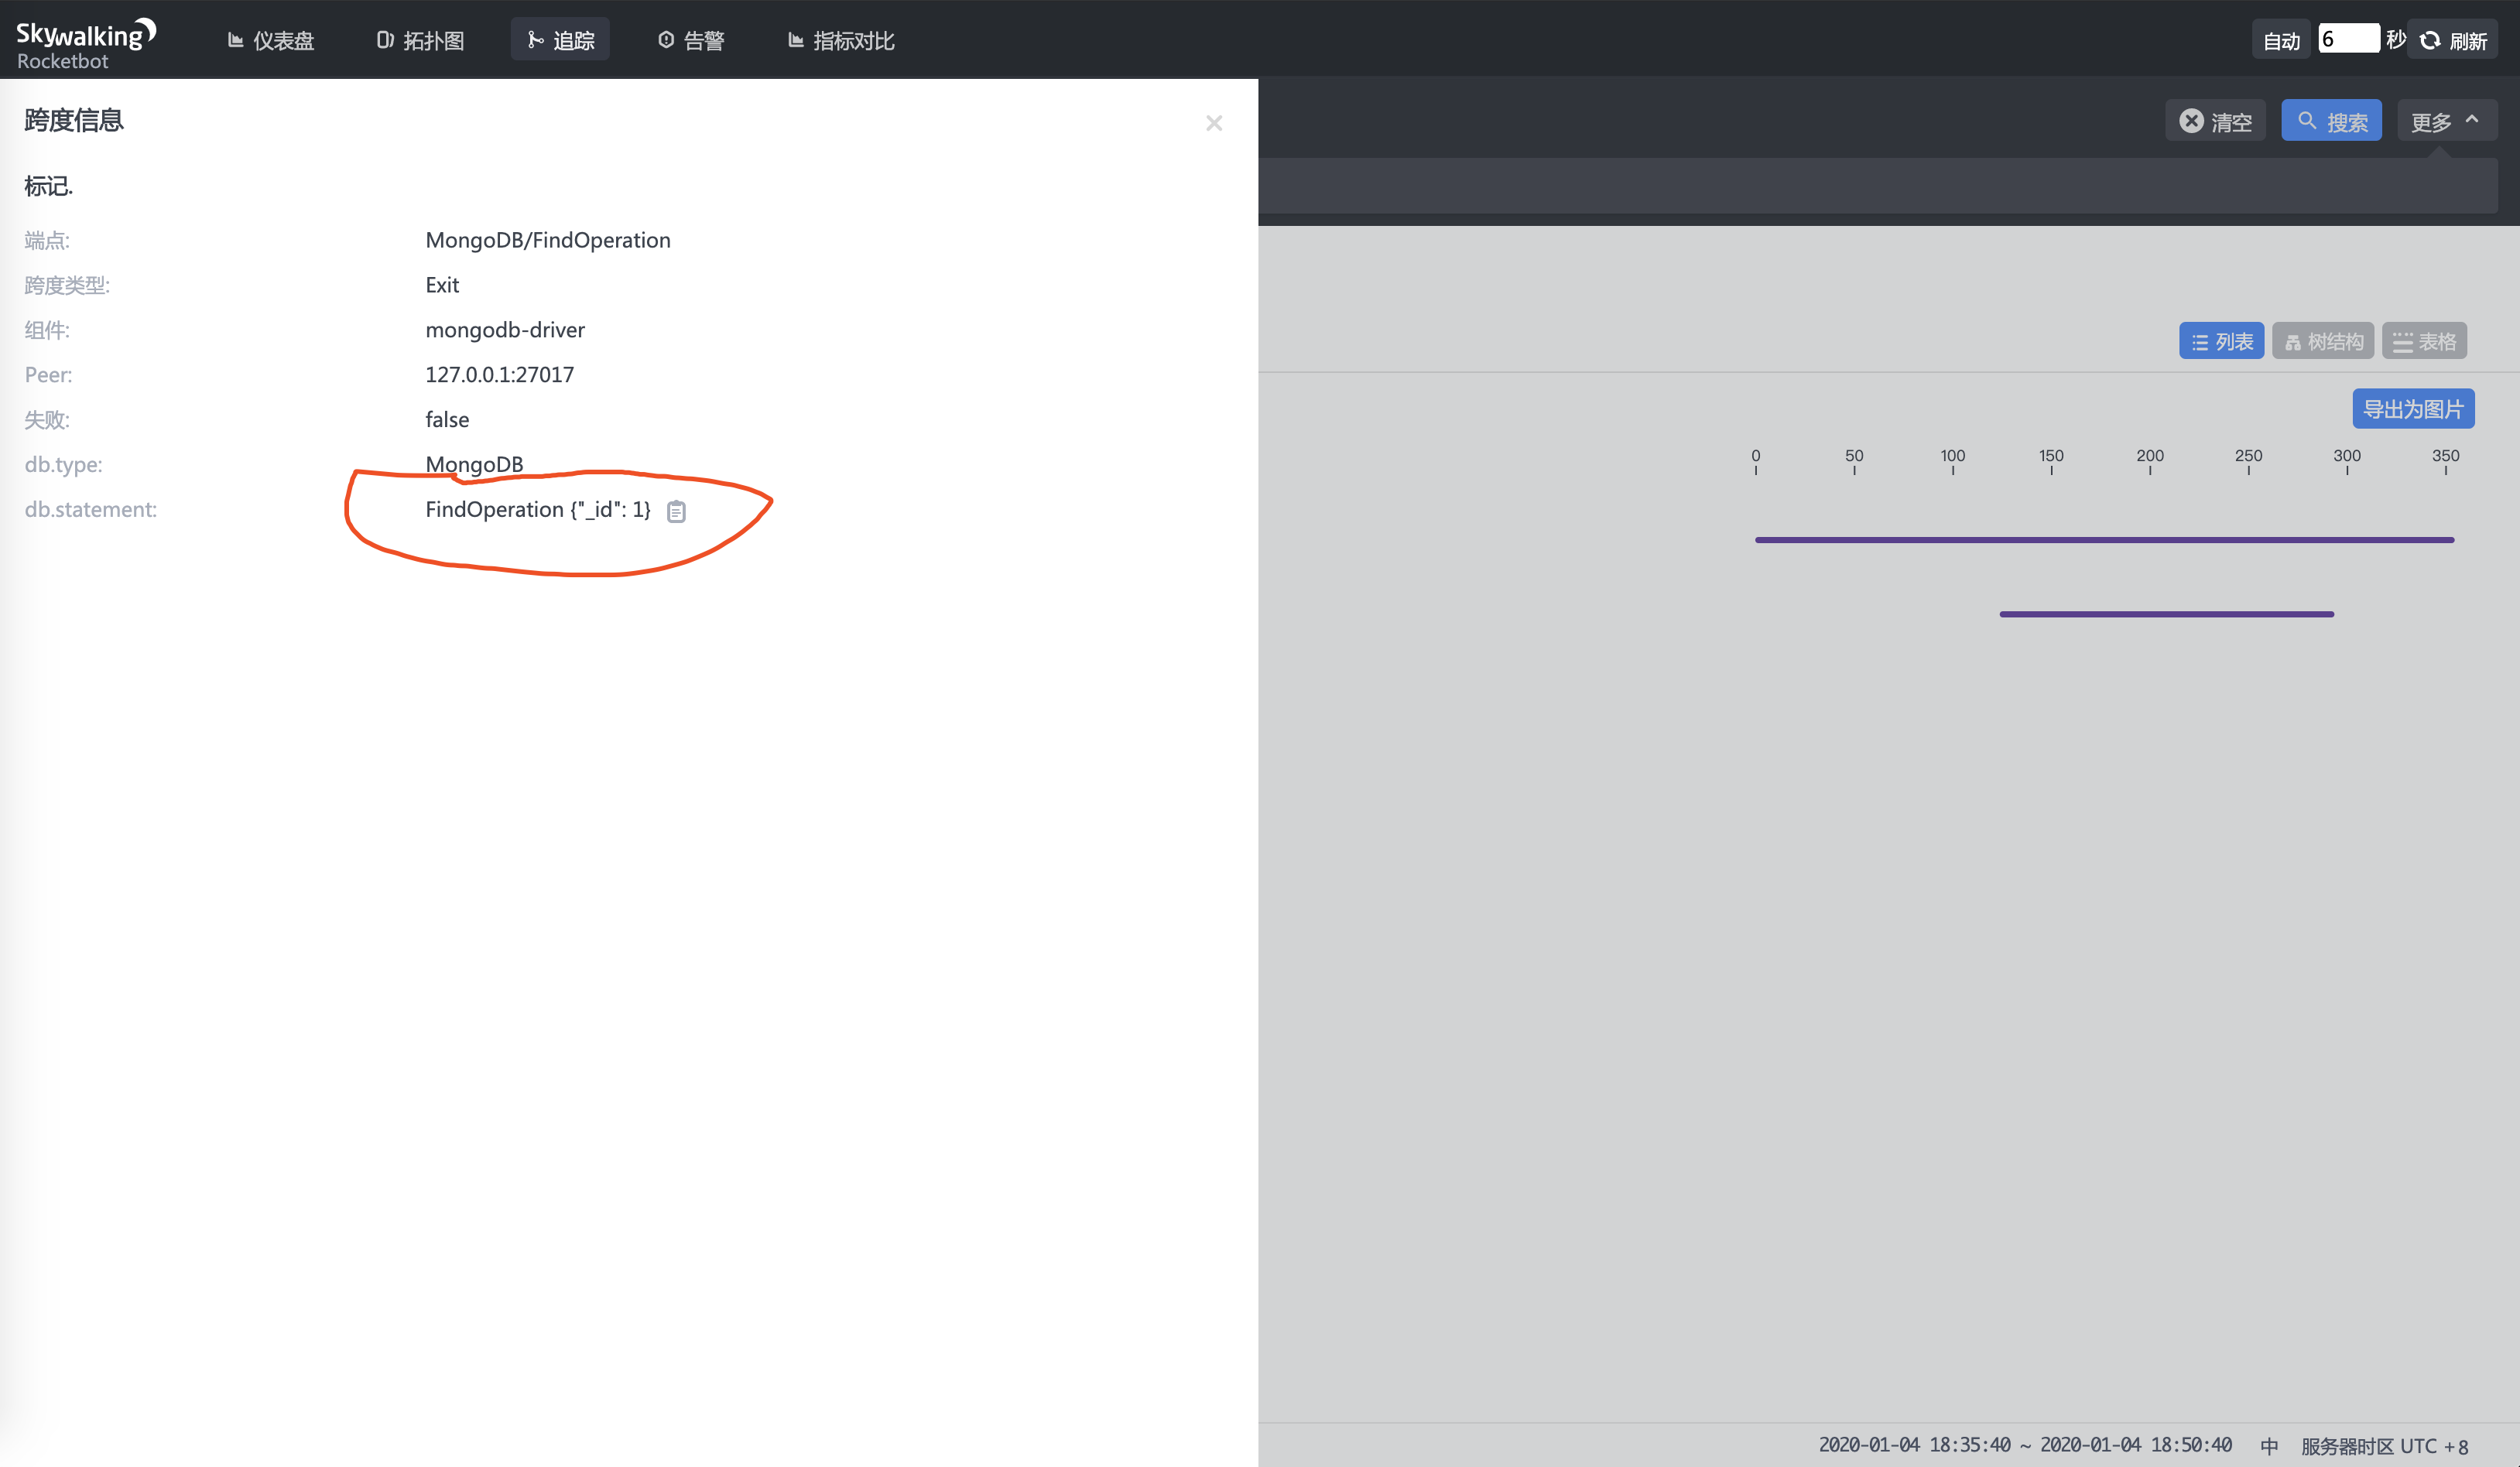 Skywalking
Rocketbot
仪表盘
拓扑图
追踪
告警
指标对比
自动
6
秒
刷新
跨度信息
清空
搜索
更多
标记.
端点: MongoDB/FindOperation
跨度类型: Exit
组件: mongodb-driver
Peer: 127.0.0.1:27017
失败: false
db.type: MongoDB
db.statement: FindOperation {"_id": 1}
列表
树结构
表格
导出为图片
0 50 100 150 200 250 300 350
2020-01-04 18:35:40 ~ 2020-01-04 18:50:40
中
服务器时区 UTC +8